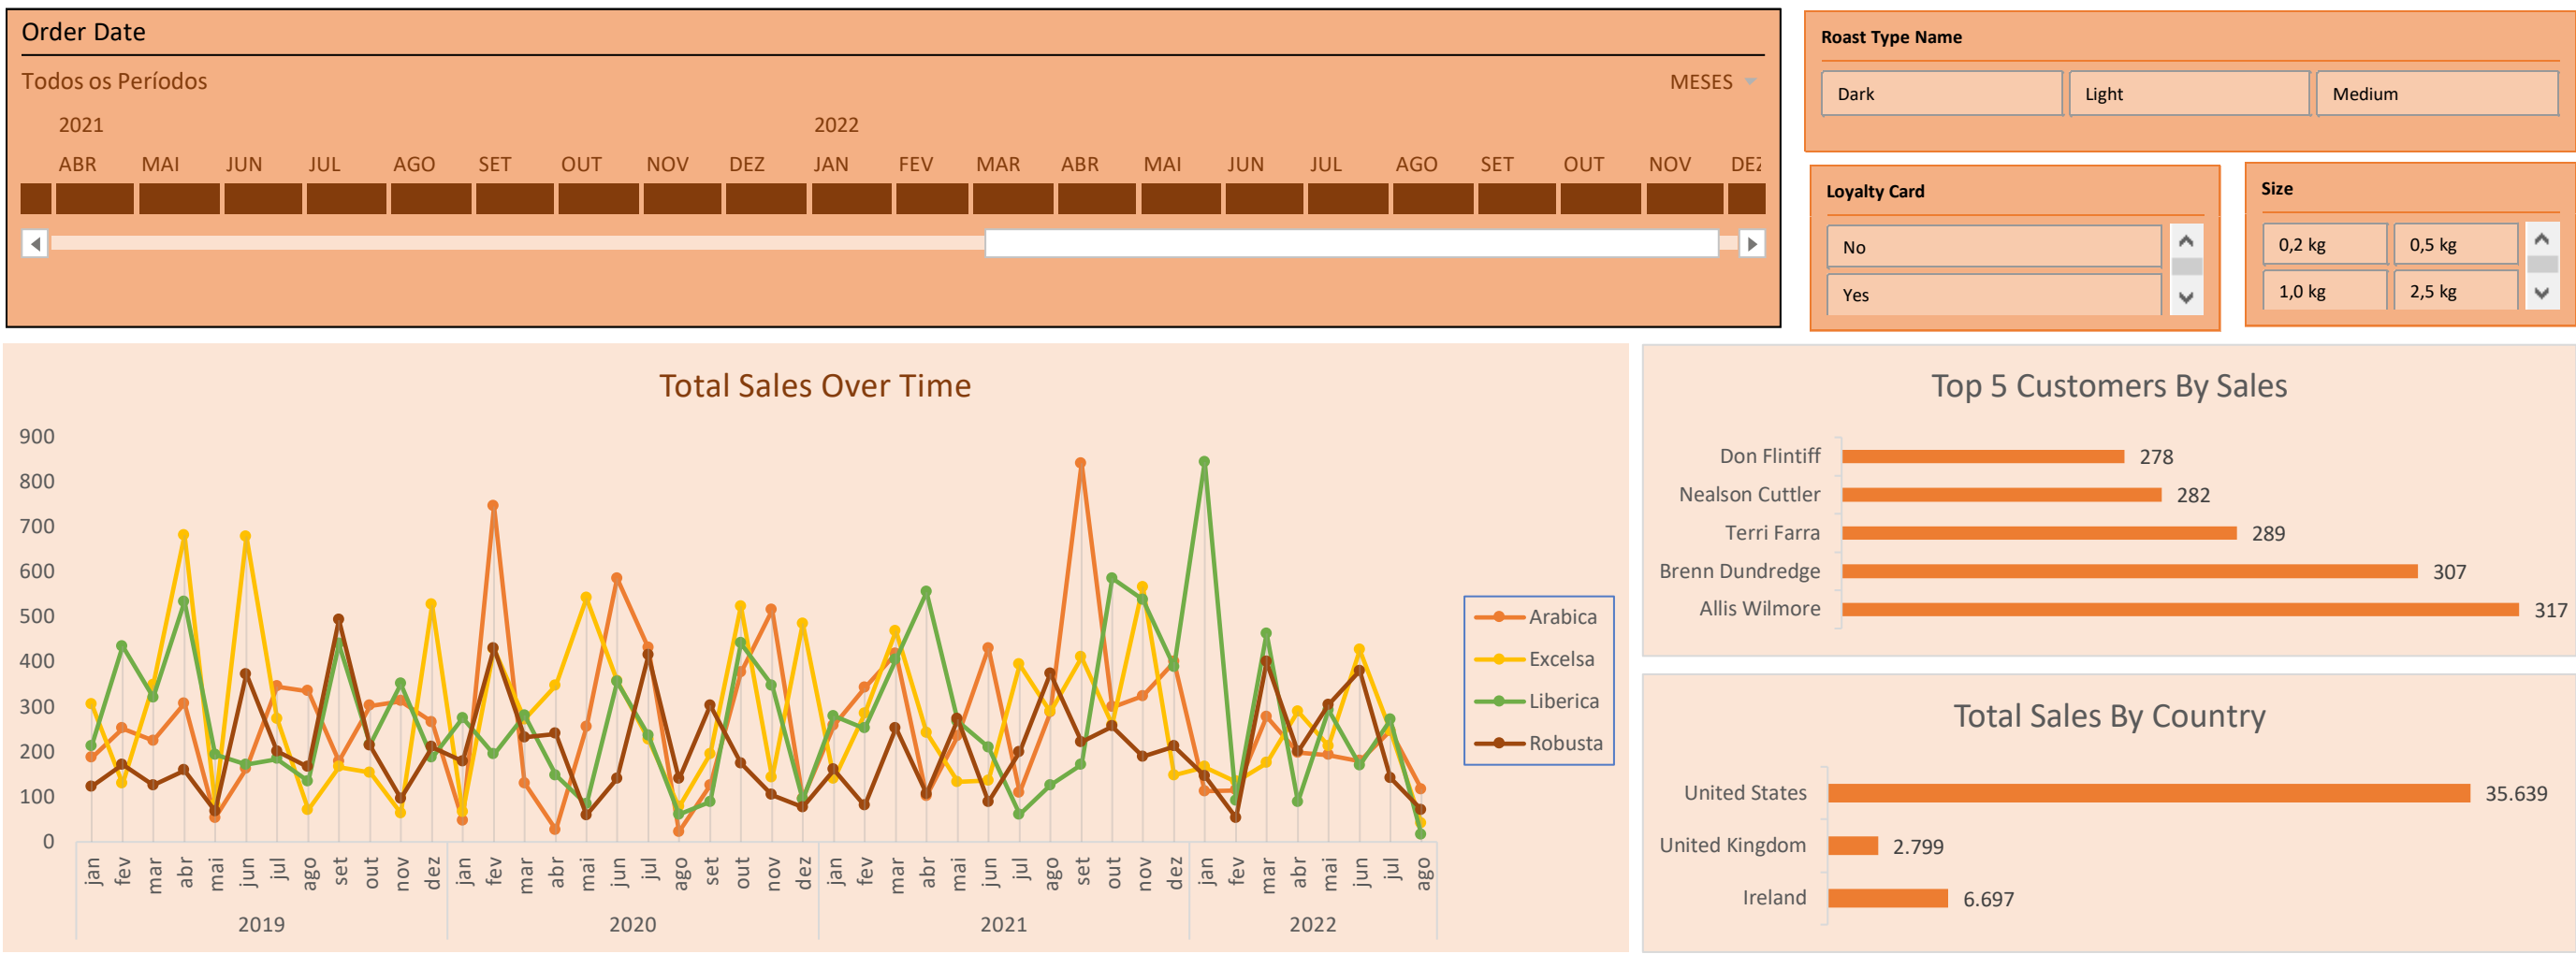 Order Date
Todos os Períodos
MESES
2021 2022
ABR MAI JUN JUL AGO SET OUT NOV DEZ JAN FEV MAR ABR MAI JUN JUL AGO SET OUT NOV DEZ
Roast Type Name
Dark Light Medium
Loyalty Card
No
Yes
Size
0,2 kg 0,5 kg
1,0 kg 2,5 kg
Total Sales Over Time
900
800
700
600
500
400
300
200
100
0
jan fev mar abr mai jun jul ago set out nov dez jan fev mar abr mai jun jul ago set out nov dez jan fev mar abr mai jun jul ago set out nov dez jan fev mar abr mai jun jul ago
2019 2020 2021 2022
Arabica
Excelsa
Liberica
Robusta
Top 5 Customers By Sales
Don Flintiff 278
Nealson Cuttler 282
Terri Farra 289
Brenn Dundredge 307
Allis Wilmore 317
Total Sales By Country
United States 35.639
United Kingdom 2.799
Ireland 6.697